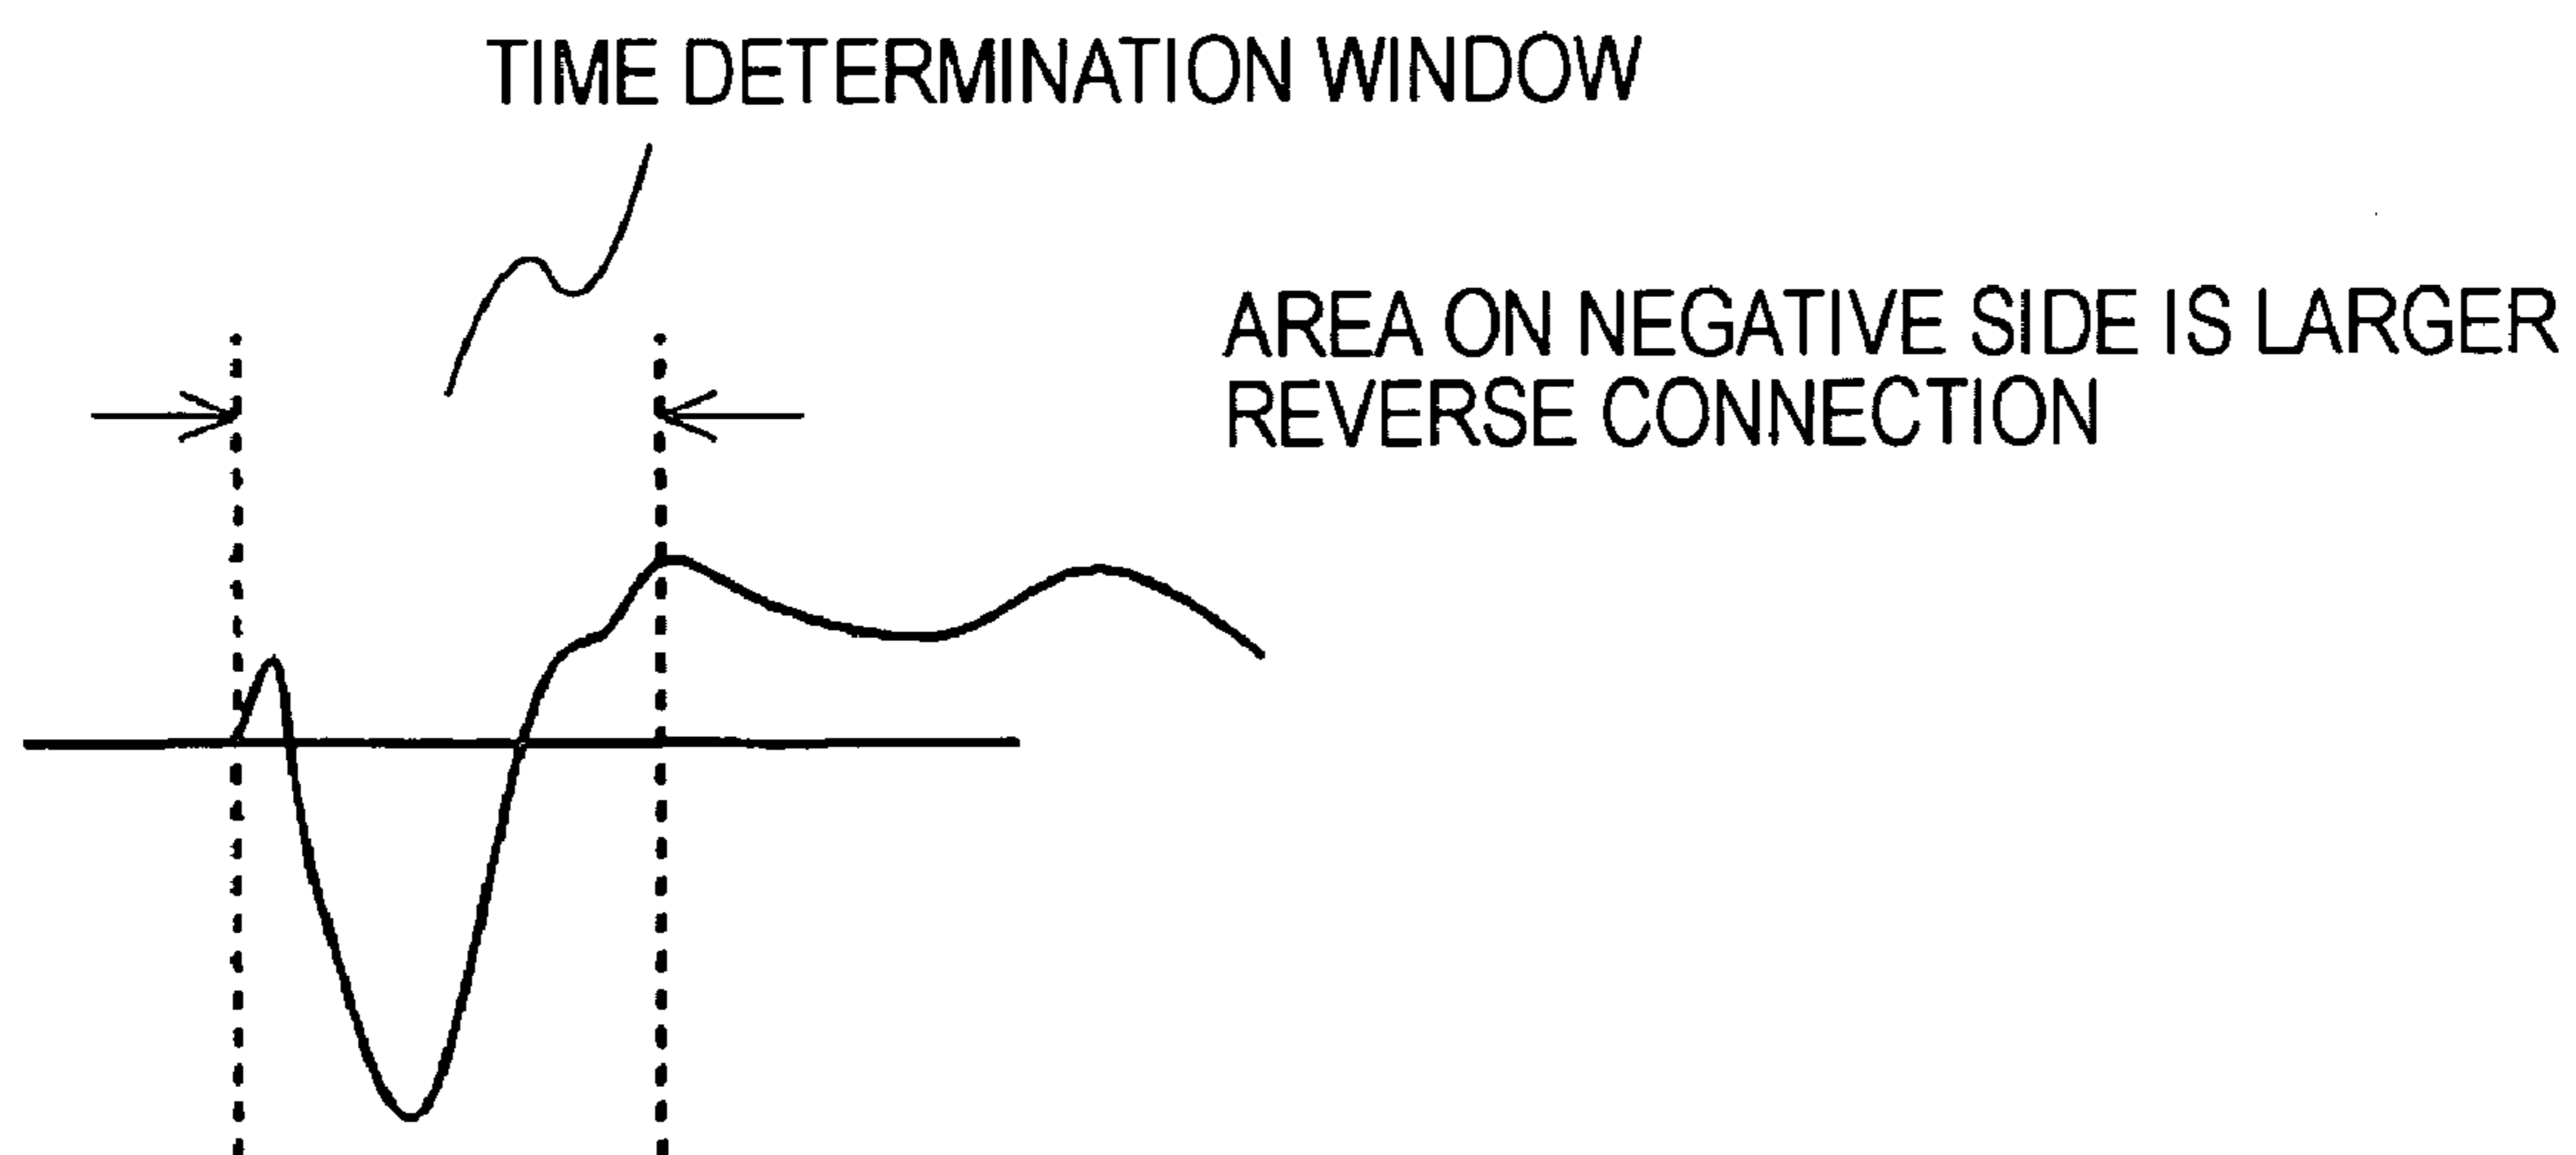 TIME DETERMINATION WINDOW
AREA ON NEGATIVE SIDE IS LARGER
REVERSE CONNECTION